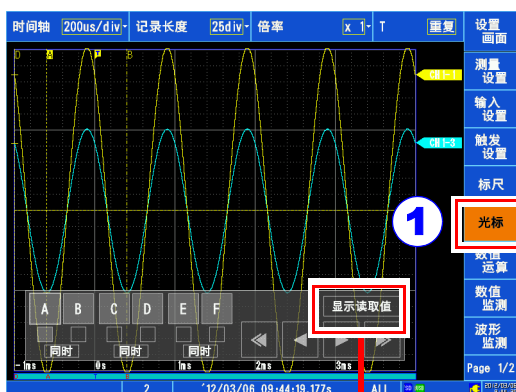 时间轴 200us/div 记录长度 25div 倍率 x 1 T 重复
设置
画面
测量
设置
输入
设置
触发
设置
标尺
光标
数值
运算
数值
监测
波形
监测
Page 1/2
D A P B
CH1-1
CH1-3
1
显示读取值
A B C D E F
同时 同时 同时
-1ms 0s 1ms 2ms 3ms
2 '12/03/06 09:44:19.177s ALL